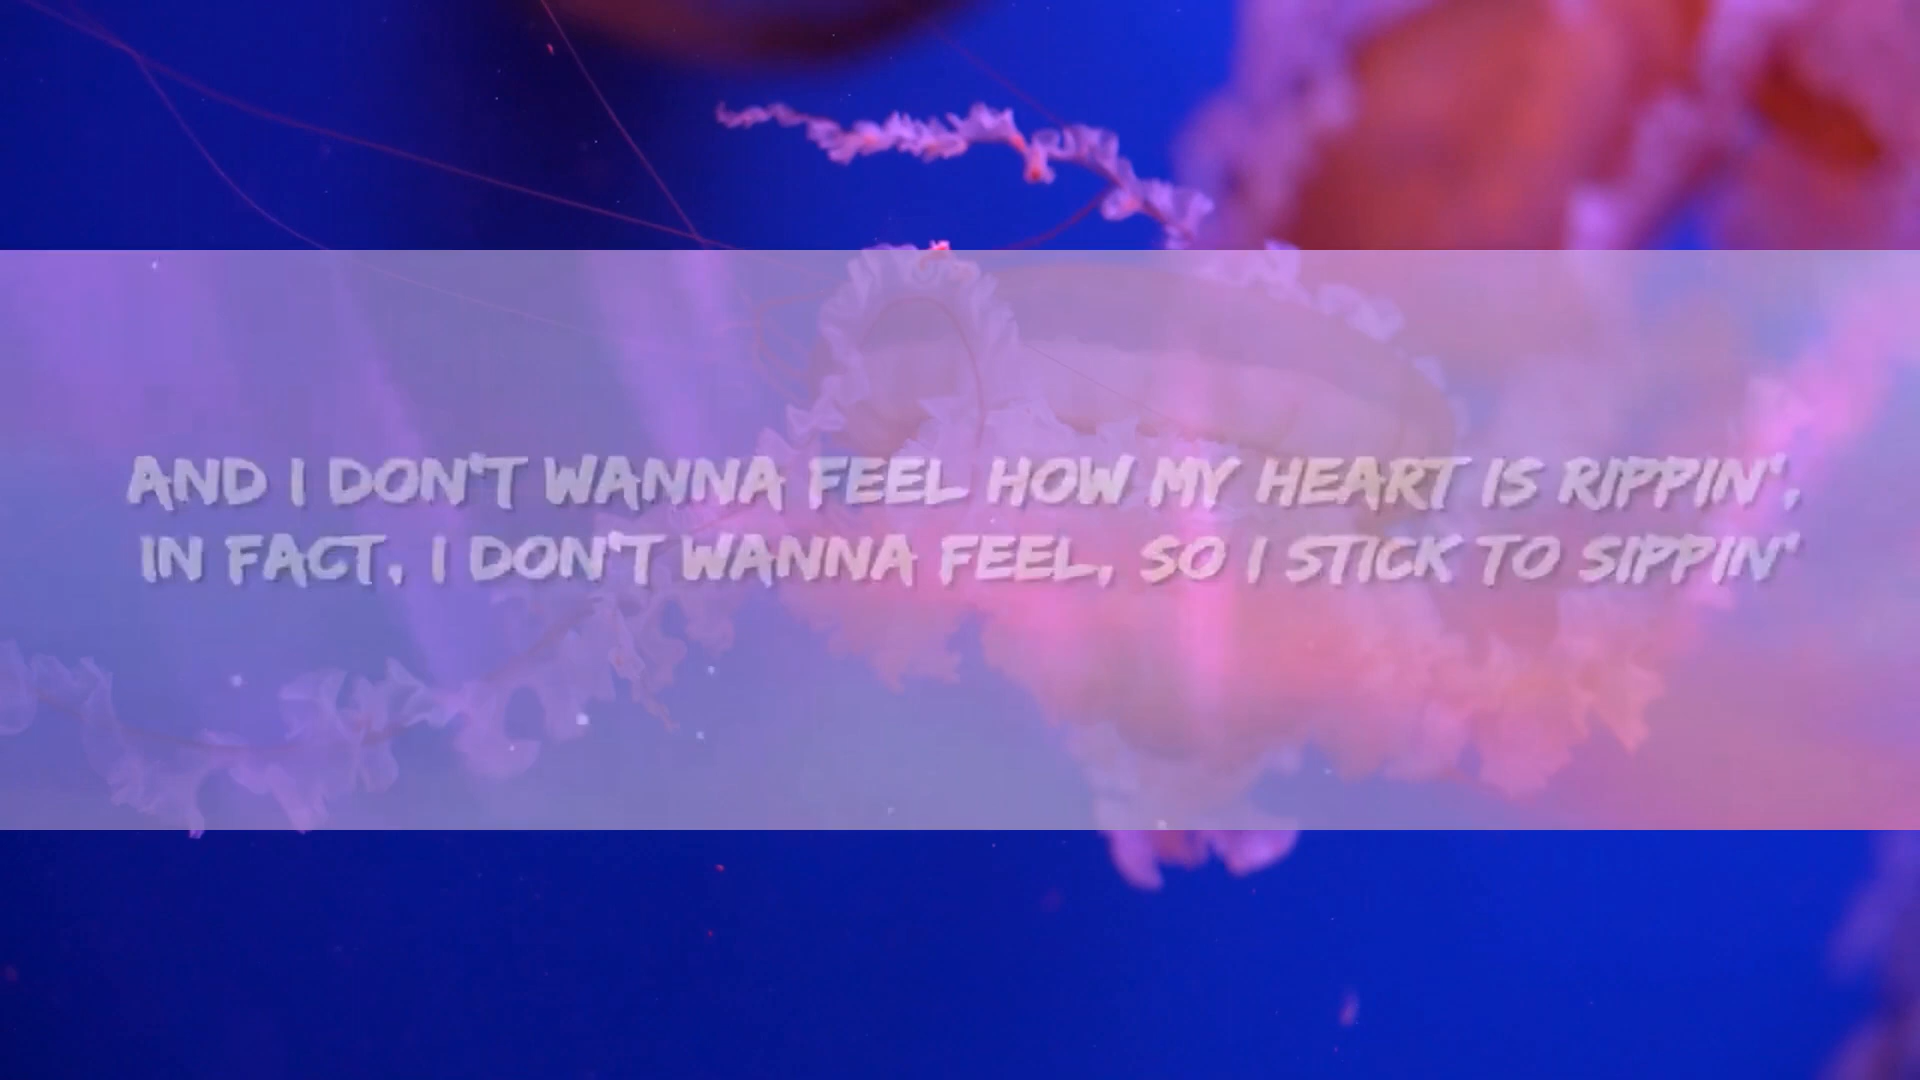 AND I DON'T WANNA FEEL HOW MY HEART IS RIPPIN',
IN FACT, I DON'T WANNA FEEL, SO I STICK TO SIPPIN'